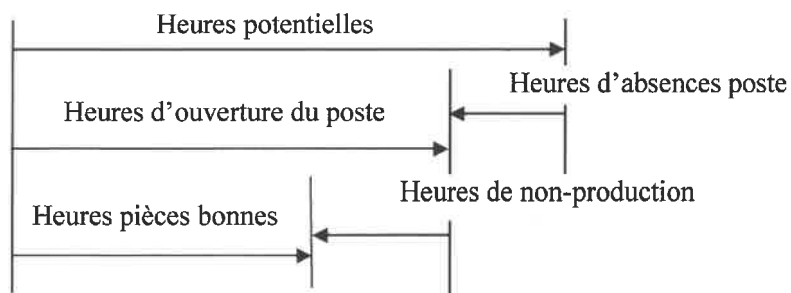 Heures potentielles
Heures d'absences poste
Heures d'ouverture du poste
Heures de non-production
Heures pièces bonnes